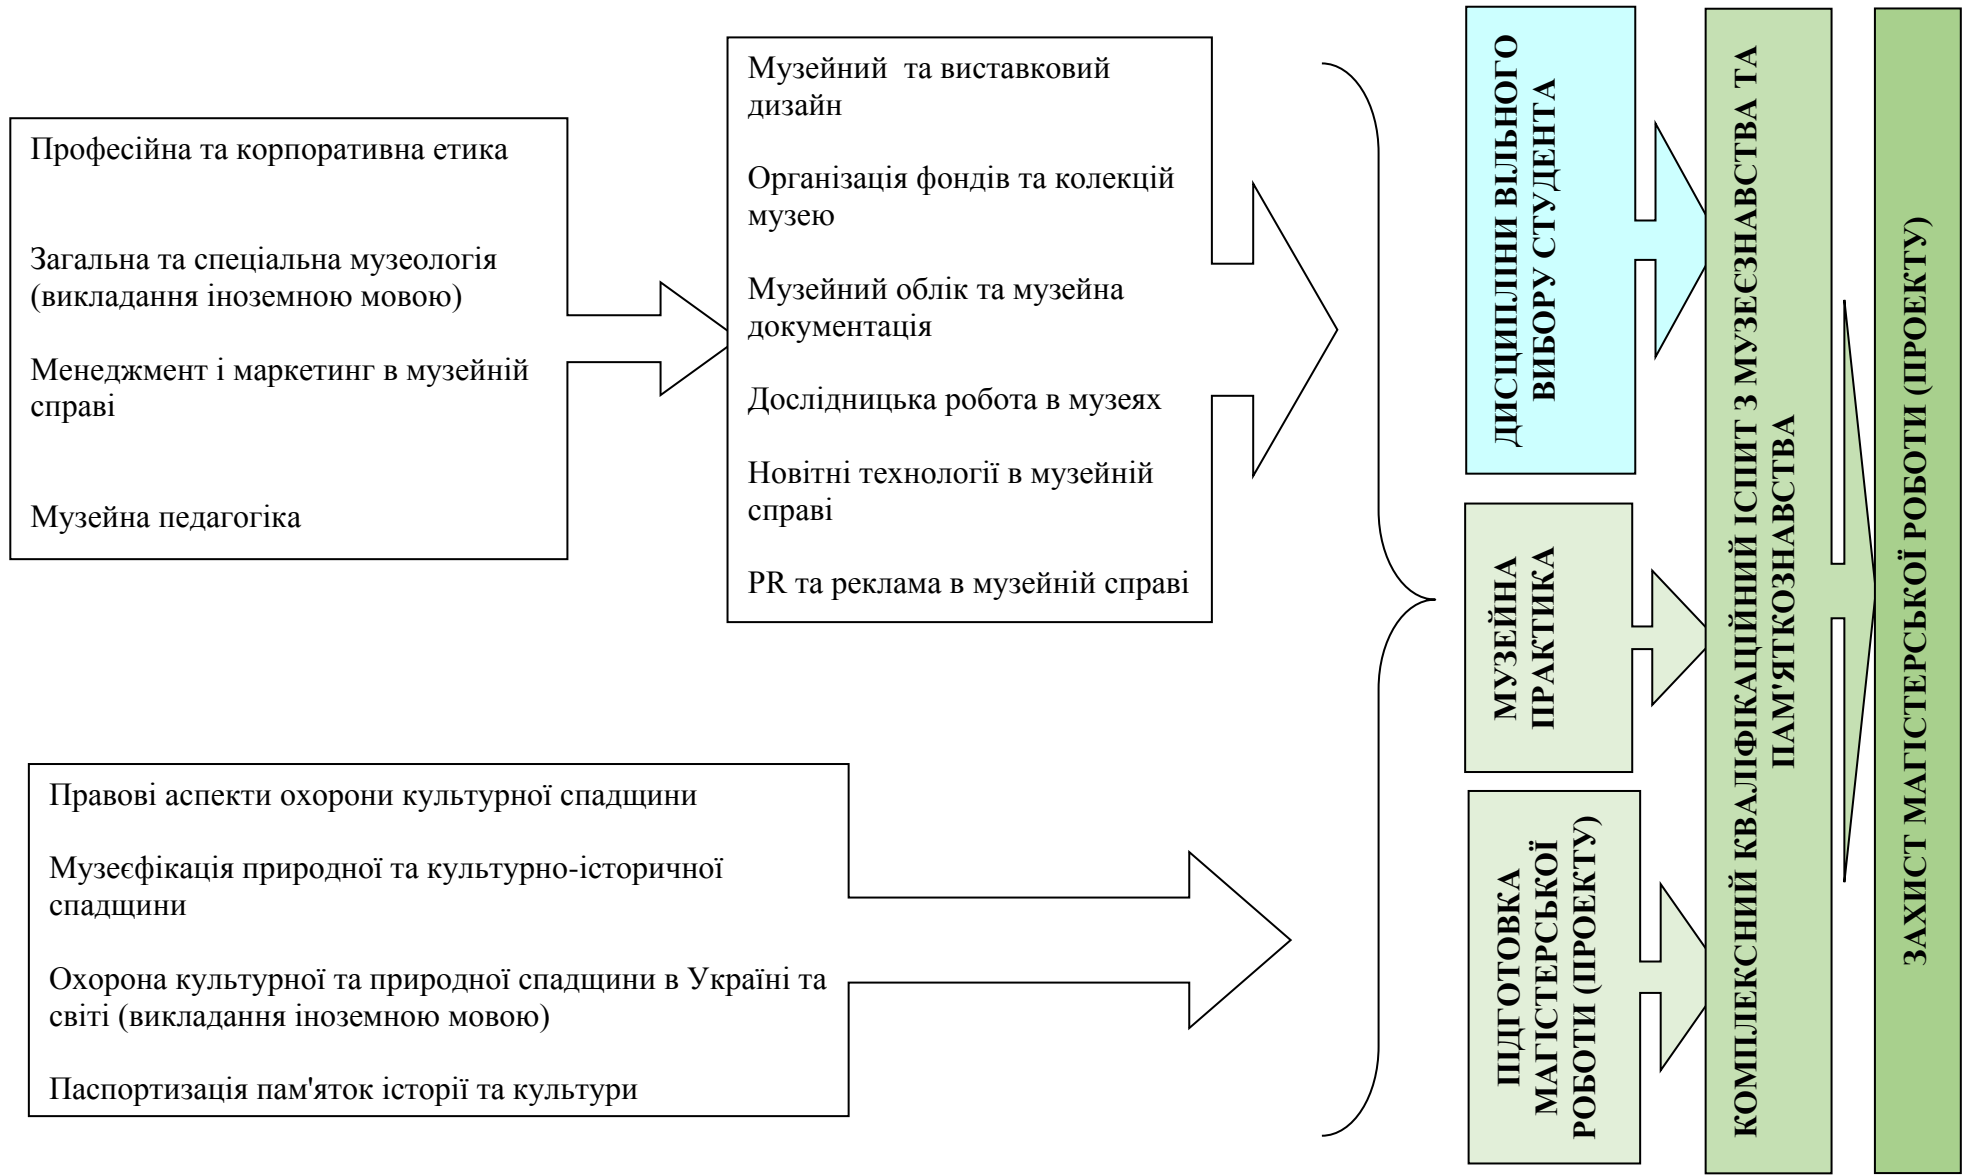 Професійна та корпоративна етика
Загальна та спеціальна музеологія
(викладання іноземною мовою)
Менеджмент і маркетинг в музейній
справі
Музейна педагогіка
Музейний та виставковий
дизайн
Організація фондів та колекцій
музею
Музейний облік та музейна
документація
Дослідницька робота в музеях
Новітні технології в музейній
справі
PR та реклама в музейній справі
Правові аспекти охорони культурної спадщини
Музеєфікація природної та культурно-історичної
спадщини
Охорона культурної та природної спадщини в Україні та
світі (викладання іноземною мовою)
Паспортизація пам'яток історії та культури
ДИСЦИПЛІНИ ВІЛЬНОГО
ВИБОРУ СТУДЕНТА
МУЗЕЙНА
ПРАКТИКА
ПІДГОТОВКА
МАГІСТЕРСЬКОЇ
РОБОТИ (ПРОЕКТУ)
КОМПЛЕКСНИЙ КВАЛІФІКАЦІЙНИЙ ІСПИТ З МУЗЕЄЗНАВСТВА ТА
ПАМ'ЯТКОЗНАВСТВА
ЗАХИСТ МАГІСТЕРСЬКОЇ РОБОТИ (ПРОЕКТУ)